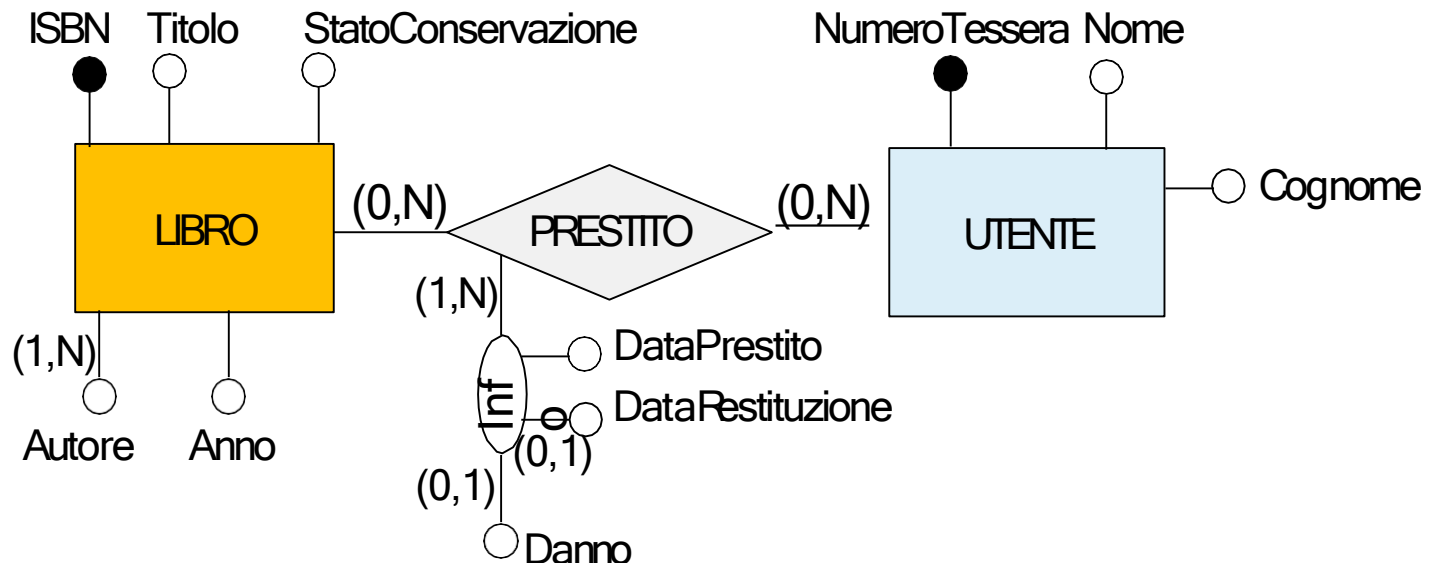 ISBN Titolo StatoConservazione NumeroTessera Nome
Cognome
LIBRO (0,N) PRESTITO (0,N) UTENTE
(1,N)
(1,N)
Autore Anno
Info
DataPrestito
DataRestituzione
(0,1)
(0,1)
Danno